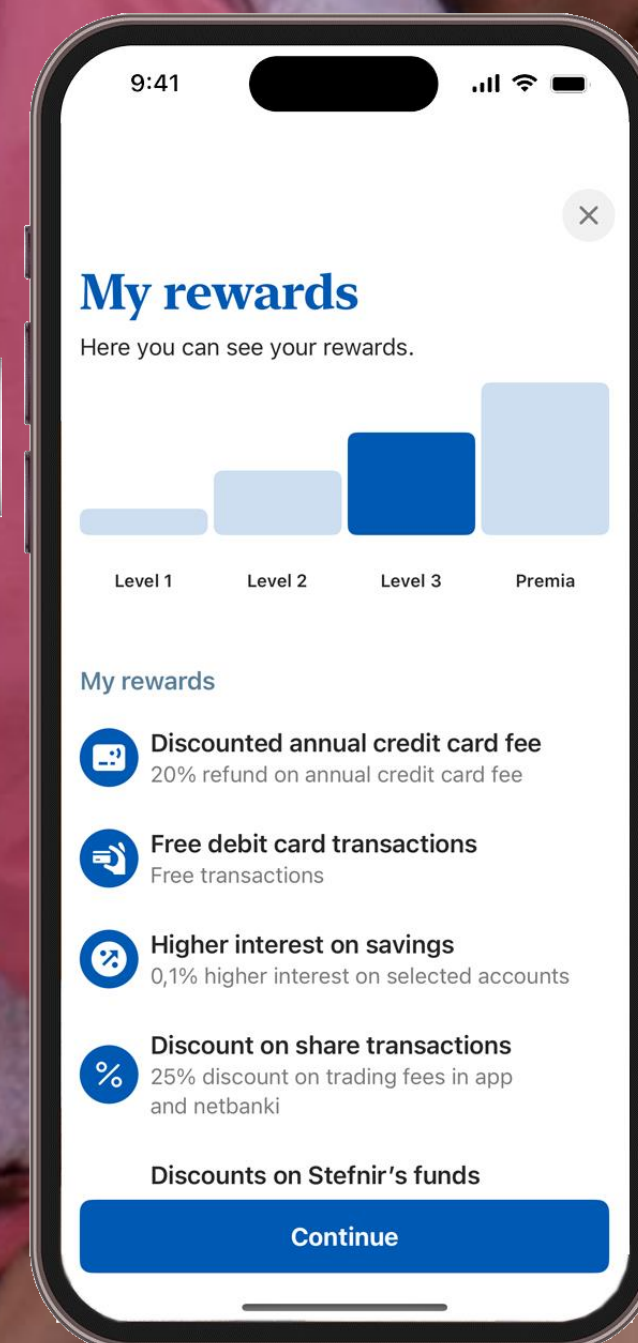 9:41
My rewards
Here you can see your rewards.
Level 1 Level 2 Level 3 Premia
My rewards
Discounted annual credit card fee
20% refund on annual credit card fee
Free debit card transactions
Free transactions
Higher interest on savings
0,1% higher interest on selected accounts
Discount on share transactions
25% discount on trading fees in app
and netbanki
Discounts on Stefnir’s funds
Continue